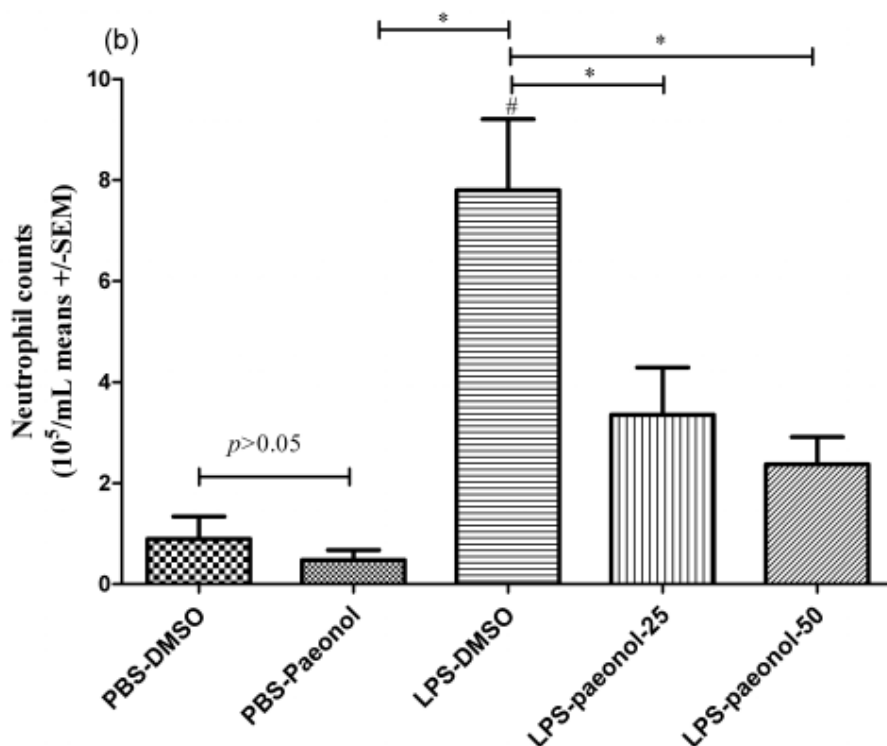 (b)
*
*
*
#
10
8
6
4
2
0
Neutrophil counts
(10⁵/mL means +/-SEM)
p>0.05
PBS-DMSO
PBS-Paeonol
LPS-DMSO
LPS-paeonol-25
LPS-paeonol-50